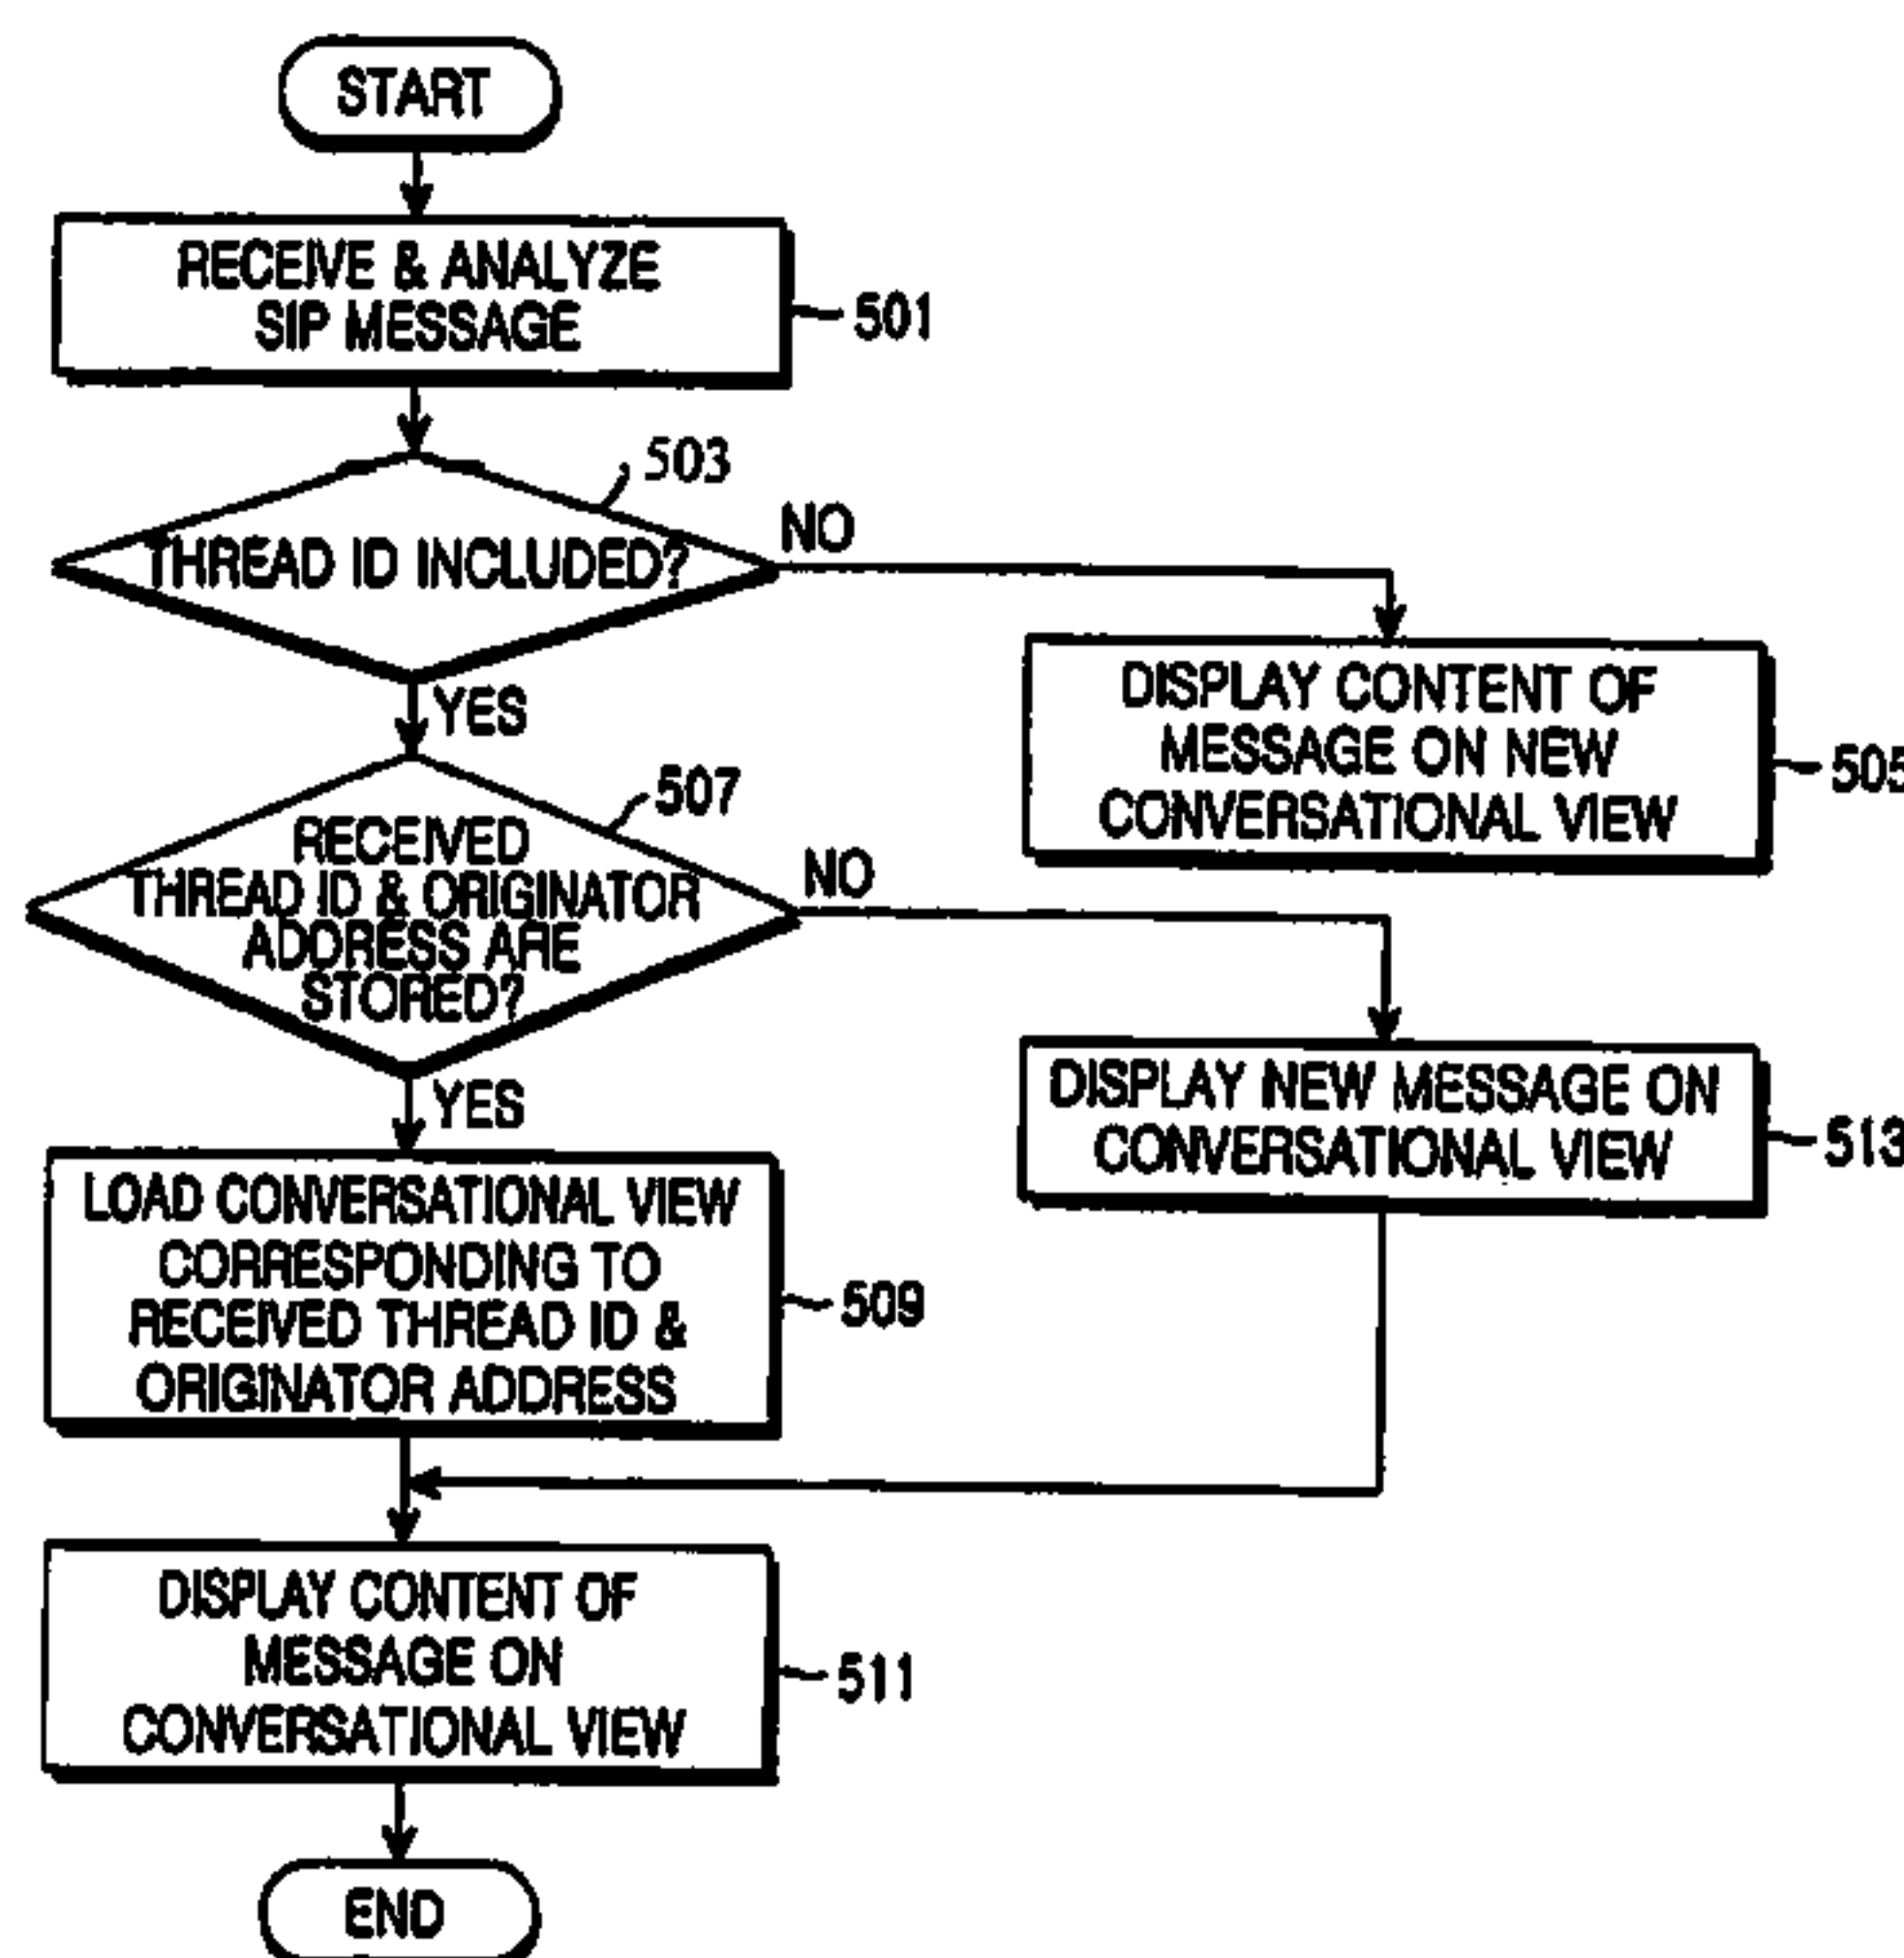 START
RECEIVE & ANALYZE
SIP MESSAGE
501
503
THREAD ID INCLUDED?
NO
YES
DISPLAY CONTENT OF
MESSAGE ON NEW
CONVERSATIONAL VIEW
505
507
RECEIVED
THREAD ID & ORIGINATOR
ADDRESS ARE
STORED?
NO
YES
DISPLAY NEW MESSAGE ON
CONVERSATIONAL VIEW
513
LOAD CONVERSATIONAL VIEW
CORRESPONDING TO
RECEIVED THREAD ID &
ORIGINATOR ADDRESS
509
DISPLAY CONTENT OF
MESSAGE ON
CONVERSATIONAL VIEW
511
END